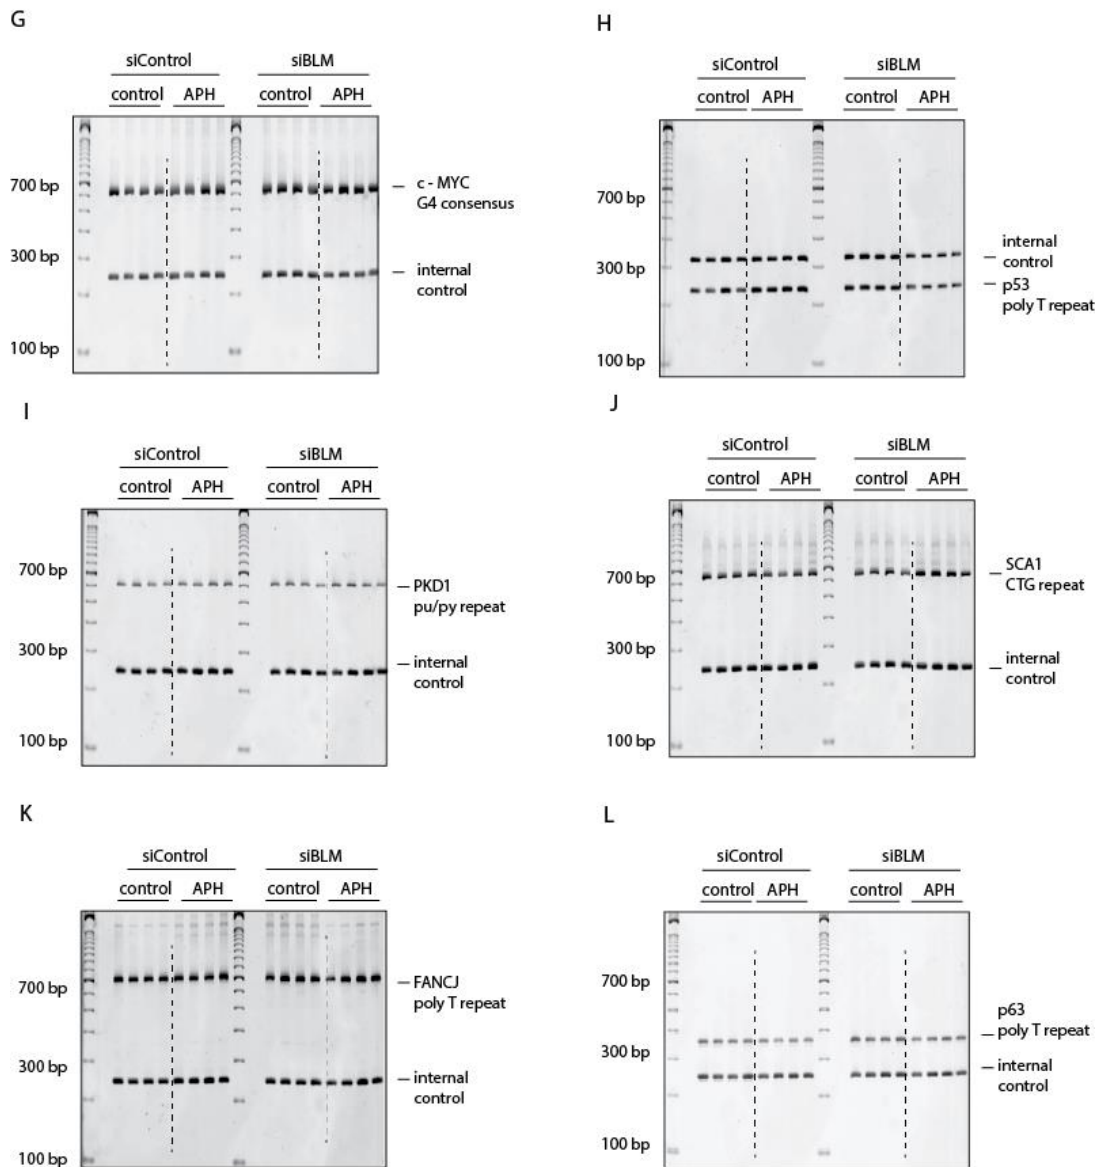 G
siControl
siBLM
control
APH
control
APH
700 bp
300 bp
100 bp
c - MYC
G4 consensus
internal
control
H
siControl
siBLM
control
APH
control
APH
700 bp
300 bp
100 bp
internal
control
p53
poly T repeat
I
siControl
siBLM
control
APH
control
APH
700 bp
300 bp
100 bp
PKD1
pu/py repeat
internal
control
J
siControl
siBLM
control
APH
control
APH
700 bp
300 bp
100 bp
SCA1
CTG repeat
internal
control
K
siControl
siBLM
control
APH
control
APH
700 bp
300 bp
100 bp
FANCJ
poly T repeat
internal
control
L
siControl
siBLM
control
APH
control
APH
700 bp
300 bp
100 bp
p63
poly T repeat
internal
control